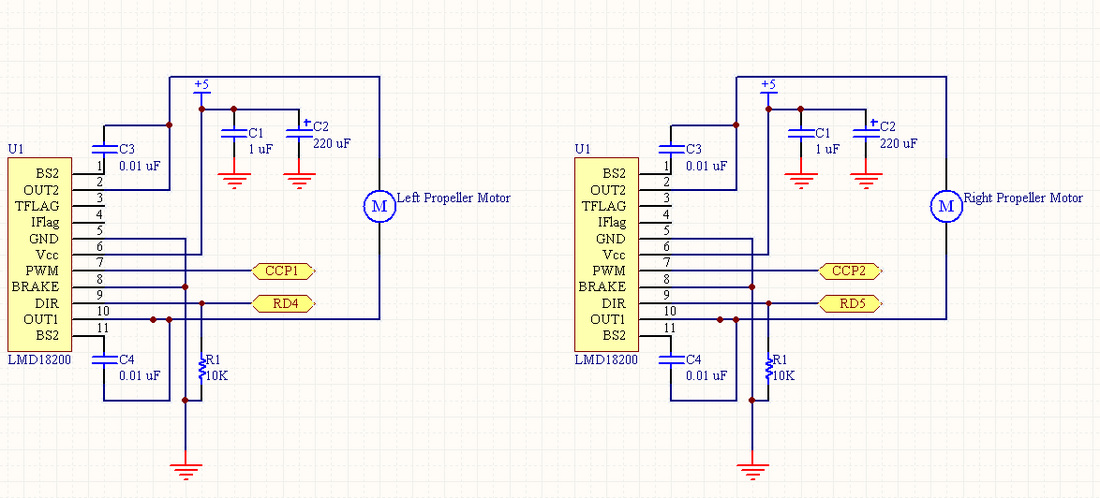 +5
C1
1 uF
C2
220 uF
U1
C3
0.01 uF
BS2 1
OUT2 2
TFLAG 3
IFlag 4
GND 5
Vcc 6
PWM 7
BRAKE 8
DIR 9
OUT1 10
BS2 11
LMD18200
M
Left Propeller Motor
CCP1
RD4
C4
0.01 uF
R1
10K
+5
C1
1 uF
C2
220 uF
U1
C3
0.01 uF
BS2 1
OUT2 2
TFLAG 3
IFlag 4
GND 5
Vcc 6
PWM 7
BRAKE 8
DIR 9
OUT1 10
BS2 11
LMD18200
M
Right Propeller Motor
CCP2
RD5
C4
0.01 uF
R1
10K